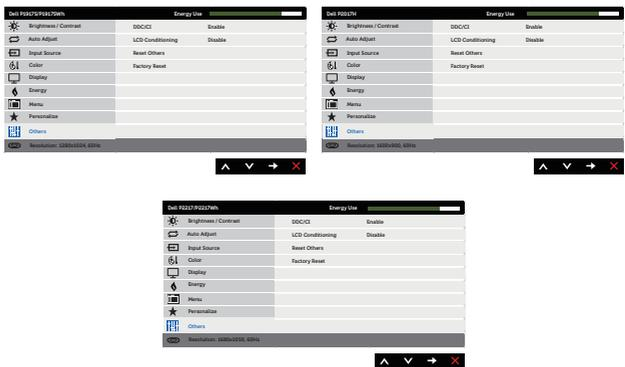 Dell P1917S/P1917SWh Energy Use
Brightness / Contrast DDC/CI Enable
Auto Adjust LCD Conditioning Disable
Input Source Reset Others
Color Factory Reset
Display
Energy
Menu
Personalize
Others
Resolution: 1280x1024, 60Hz
Dell P2017H Energy Use
Brightness / Contrast DDC/CI Enable
Auto Adjust LCD Conditioning Disable
Input Source Reset Others
Color Factory Reset
Display
Energy
Menu
Personalize
Others
Resolution: 1600x900, 60Hz
Dell P2217/P2217Wh Energy Use
Brightness / Contrast DDC/CI Enable
Auto Adjust LCD Conditioning Disable
Input Source Reset Others
Color Factory Reset
Display
Energy
Menu
Personalize
Others
Resolution: 1680x1050, 60Hz